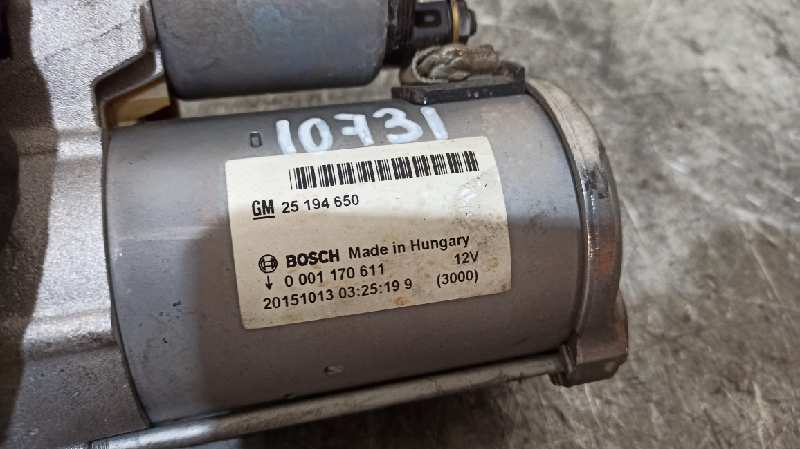 10731
GM 25 194 650
BOSCH Made in Hungary
0 001 170 611 12V
20151013 03:25:19 9 (3000)